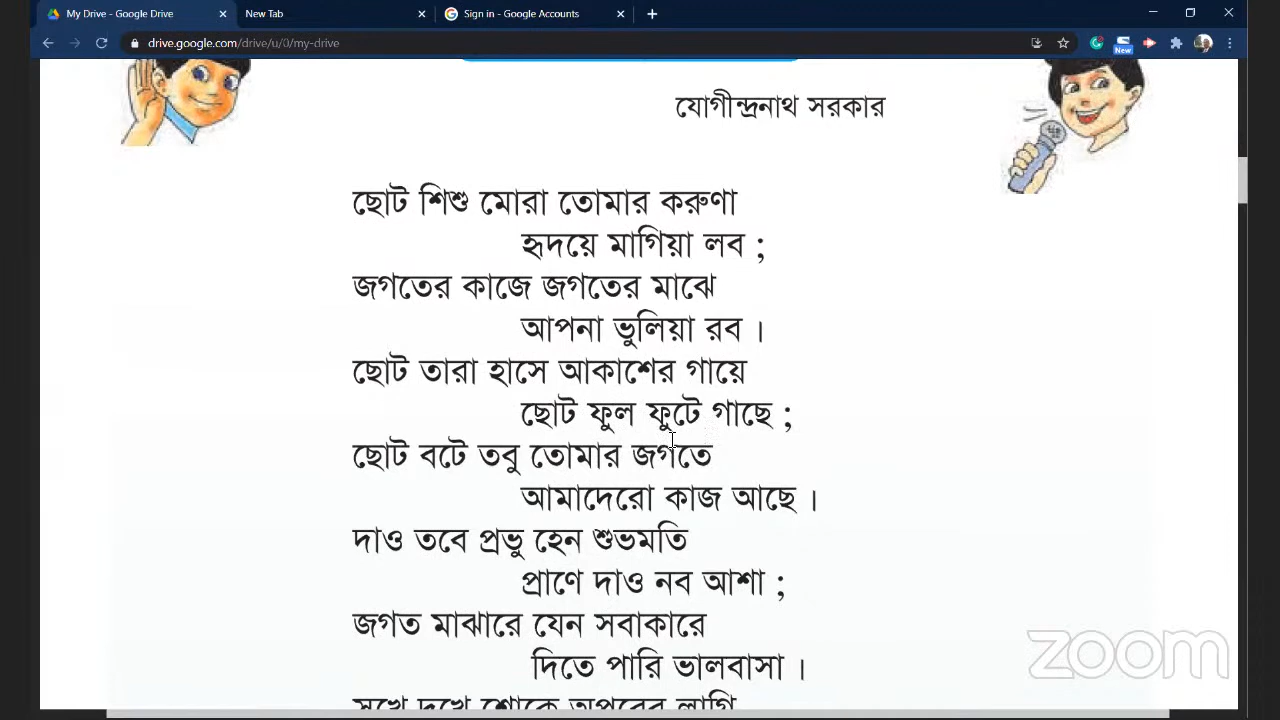 My Drive - Google Drive
New Tab
Sign in - Google Accounts
drive.google.com/drive/u/0/my-drive
New
যোগীন্দ্রনাথ সরকার
ছোট শিশু মোরা তোমার করুণা
হৃদয়ে মাগিয়া লব ;
জগতের কাজে জগতের মাঝে
আপনা ভুলিয়া রব ।
ছোট তারা হাসে আকাশের গায়ে
ছোট ফুল ফুটে গাছে ;
ছোট বটে তবু তোমার জগতে
আমাদেরো কাজ আছে ।
দাও তবে প্রভু হেন শুভমতি
প্রাণে দাও নব আশা ;
জগত মাঝারে যেন সবাকারে
দিতে পারি ভালবাসা ।
সুখে দুখে শোকে অপরের লাগি
zoom